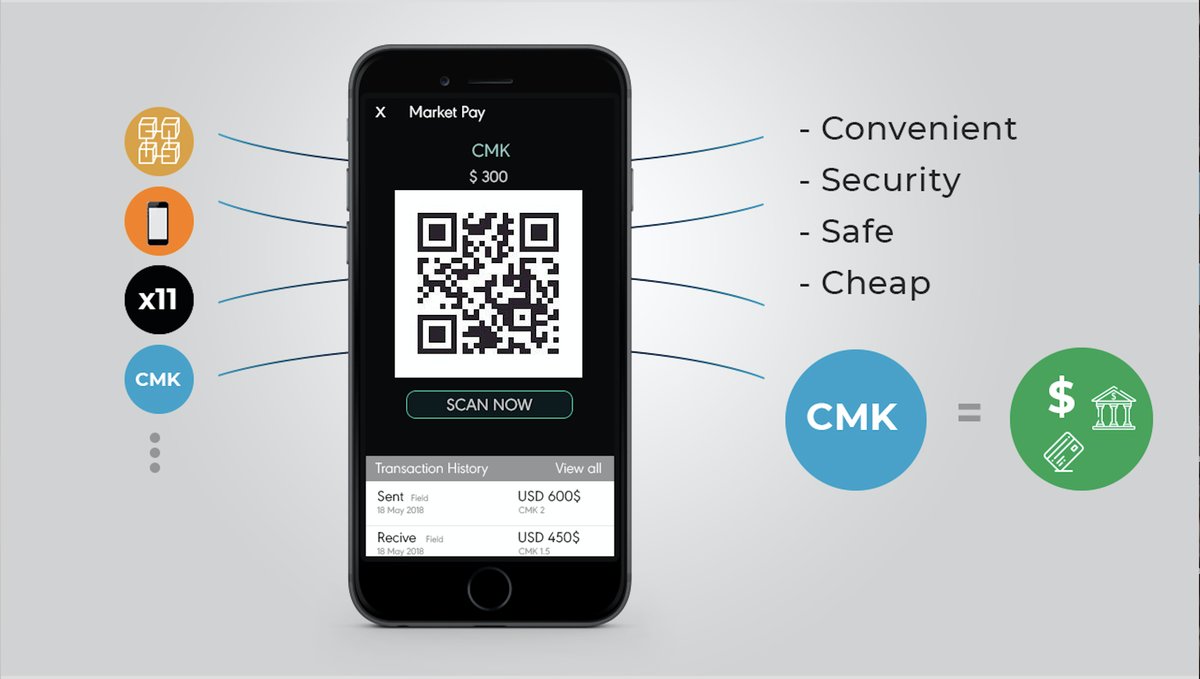 x11
CMK
X Market Pay
CMK
$ 300
SCAN NOW
Transaction History View all
Sent Field USD 600$
18 May 2018 CMK 2
Recive Field USD 450$
18 May 2018 CMK 1.5
- Convenient
- Security
- Safe
- Cheap
CMK = $